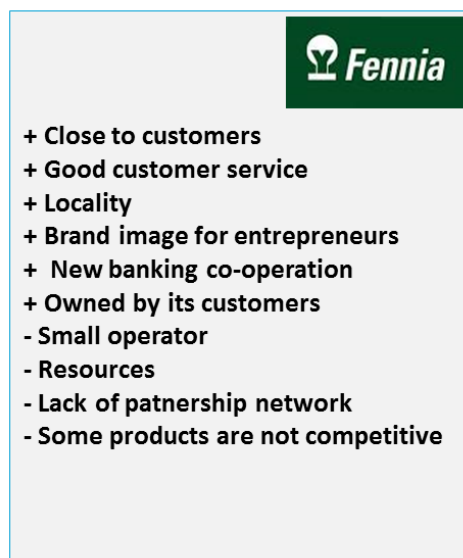 Fennia
+ Close to customers
+ Good customer service
+ Locality
+ Brand image for entrepreneurs
+  New banking co-operation
+ Owned by its customers
- Small operator
- Resources
- Lack of patnership network
- Some products are not competitive